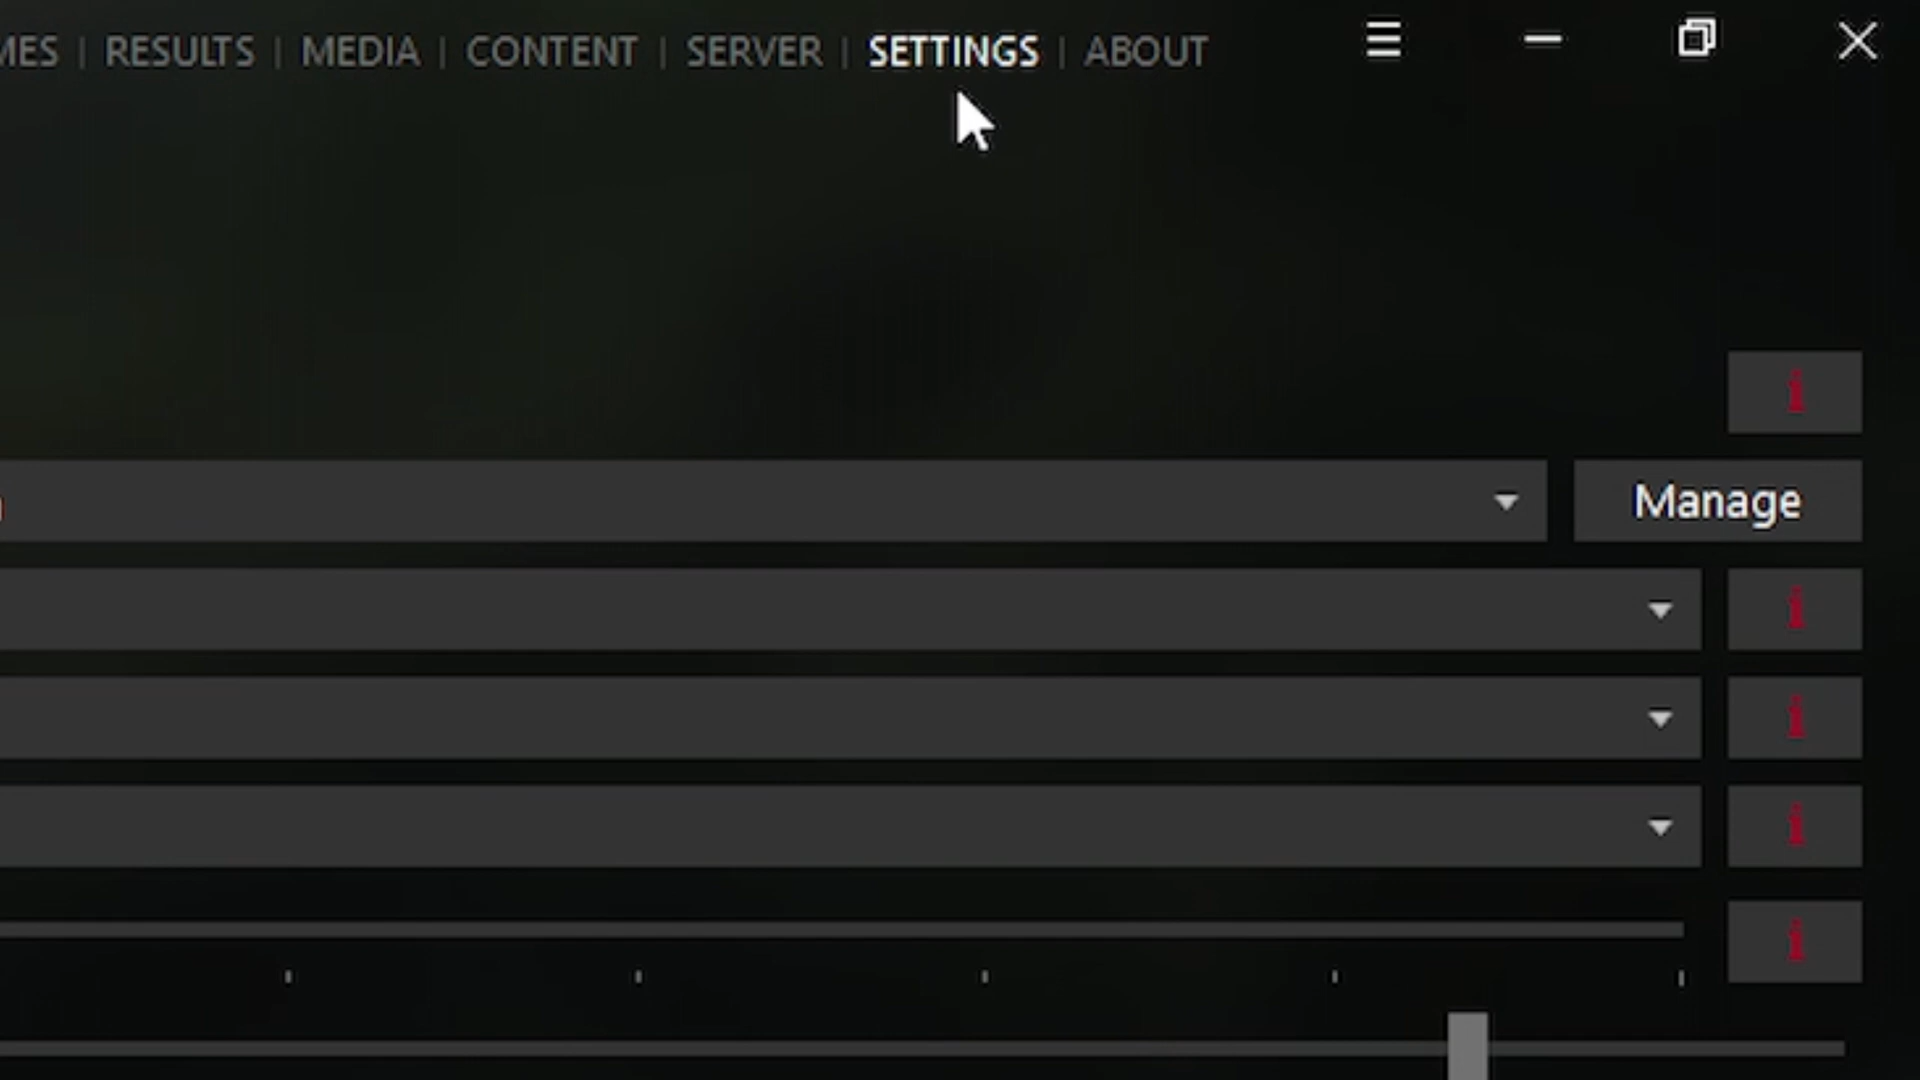 RESULTS | MEDIA | CONTENT | SERVER | SETTINGS | ABOUT
i
Manage
i
i
i
i